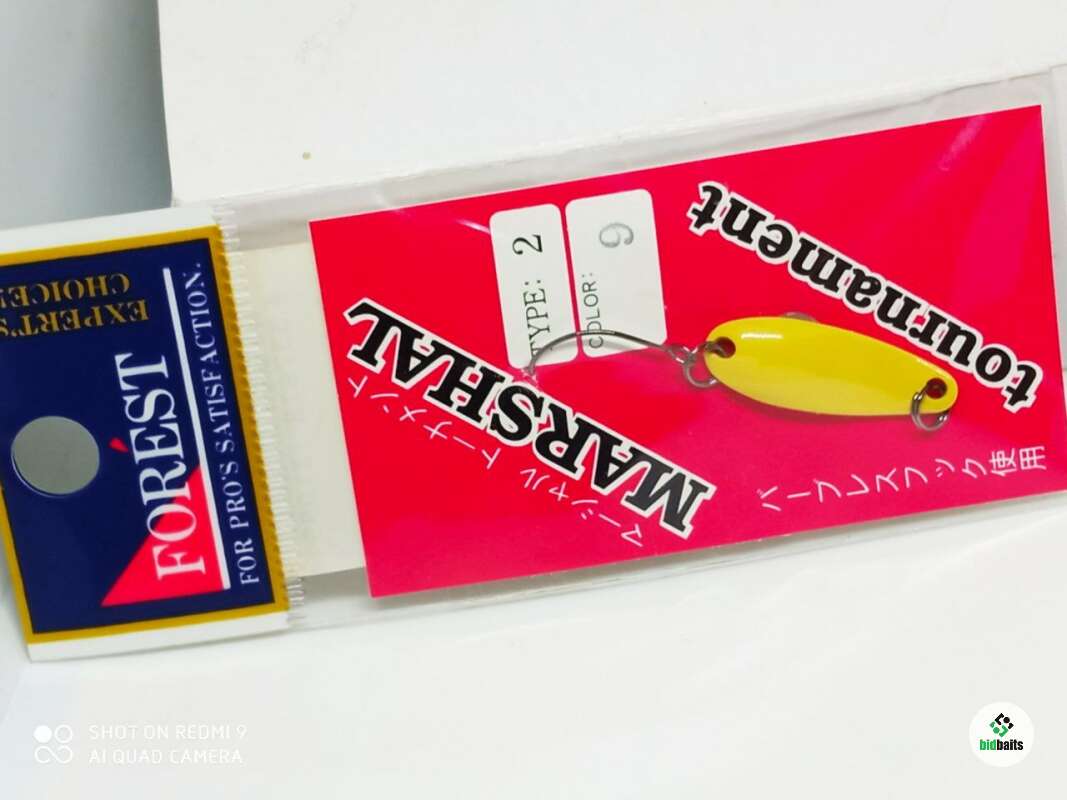 EXPERT'S
CHOICE!
FORÉST
FOR PRO'S SATISFACTION.
TYPE: 2
COLOR: 9
MARSHAL
マーシャル トーナメント
tournament
バーブレスフック使用
SHOT ON REDMI 9
AI QUAD CAMERA
bidbaits